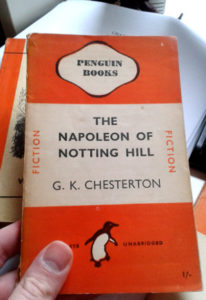 PENGUIN
BOOKS
THE
NAPOLEON OF
NOTTING HILL
FICTION
FICTION
G. K. CHESTERTON
UNABRIDGED
1/-